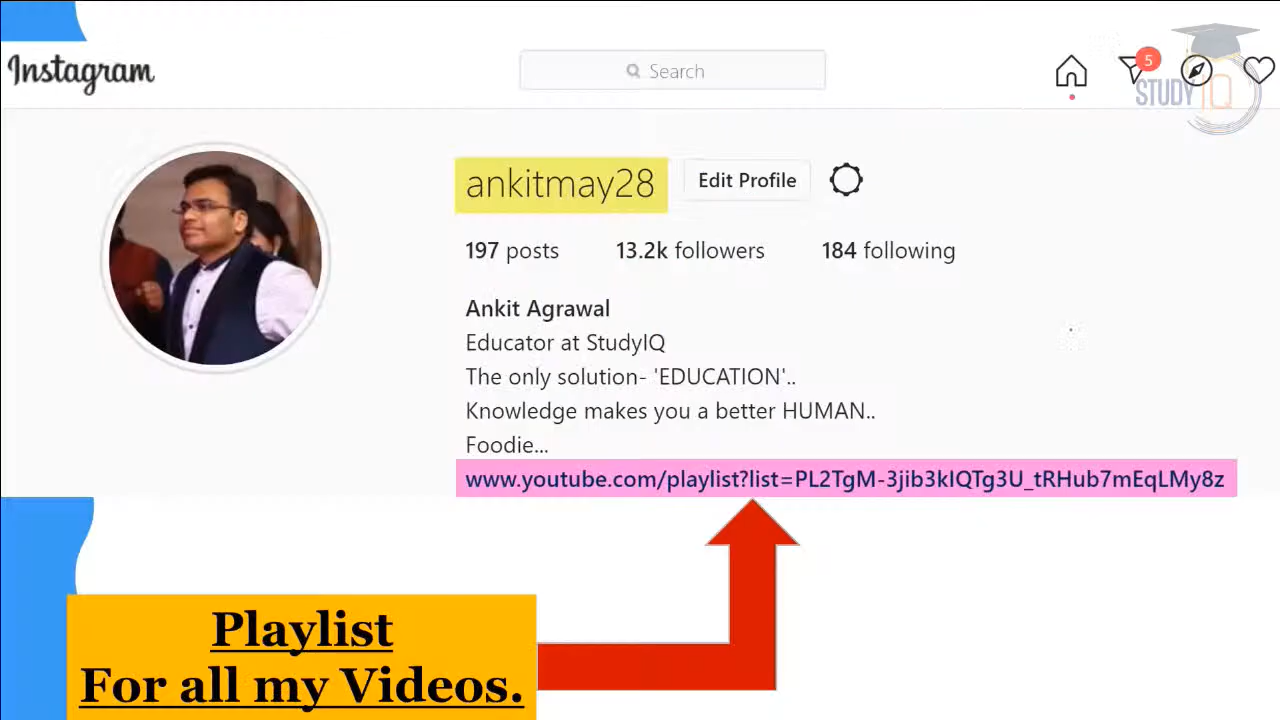 Instagram
Search
5
STUDY IQ
ankitmay28
Edit Profile
197 posts 13.2k followers 184 following
Ankit Agrawal
Educator at StudyIQ
The only solution- 'EDUCATION'..
Knowledge makes you a better HUMAN..
Foodie...
www.youtube.com/playlist?list=PL2TgM-3jib3kIQTg3U_tRHub7mEqLMy8z
Playlist
For all my Videos.